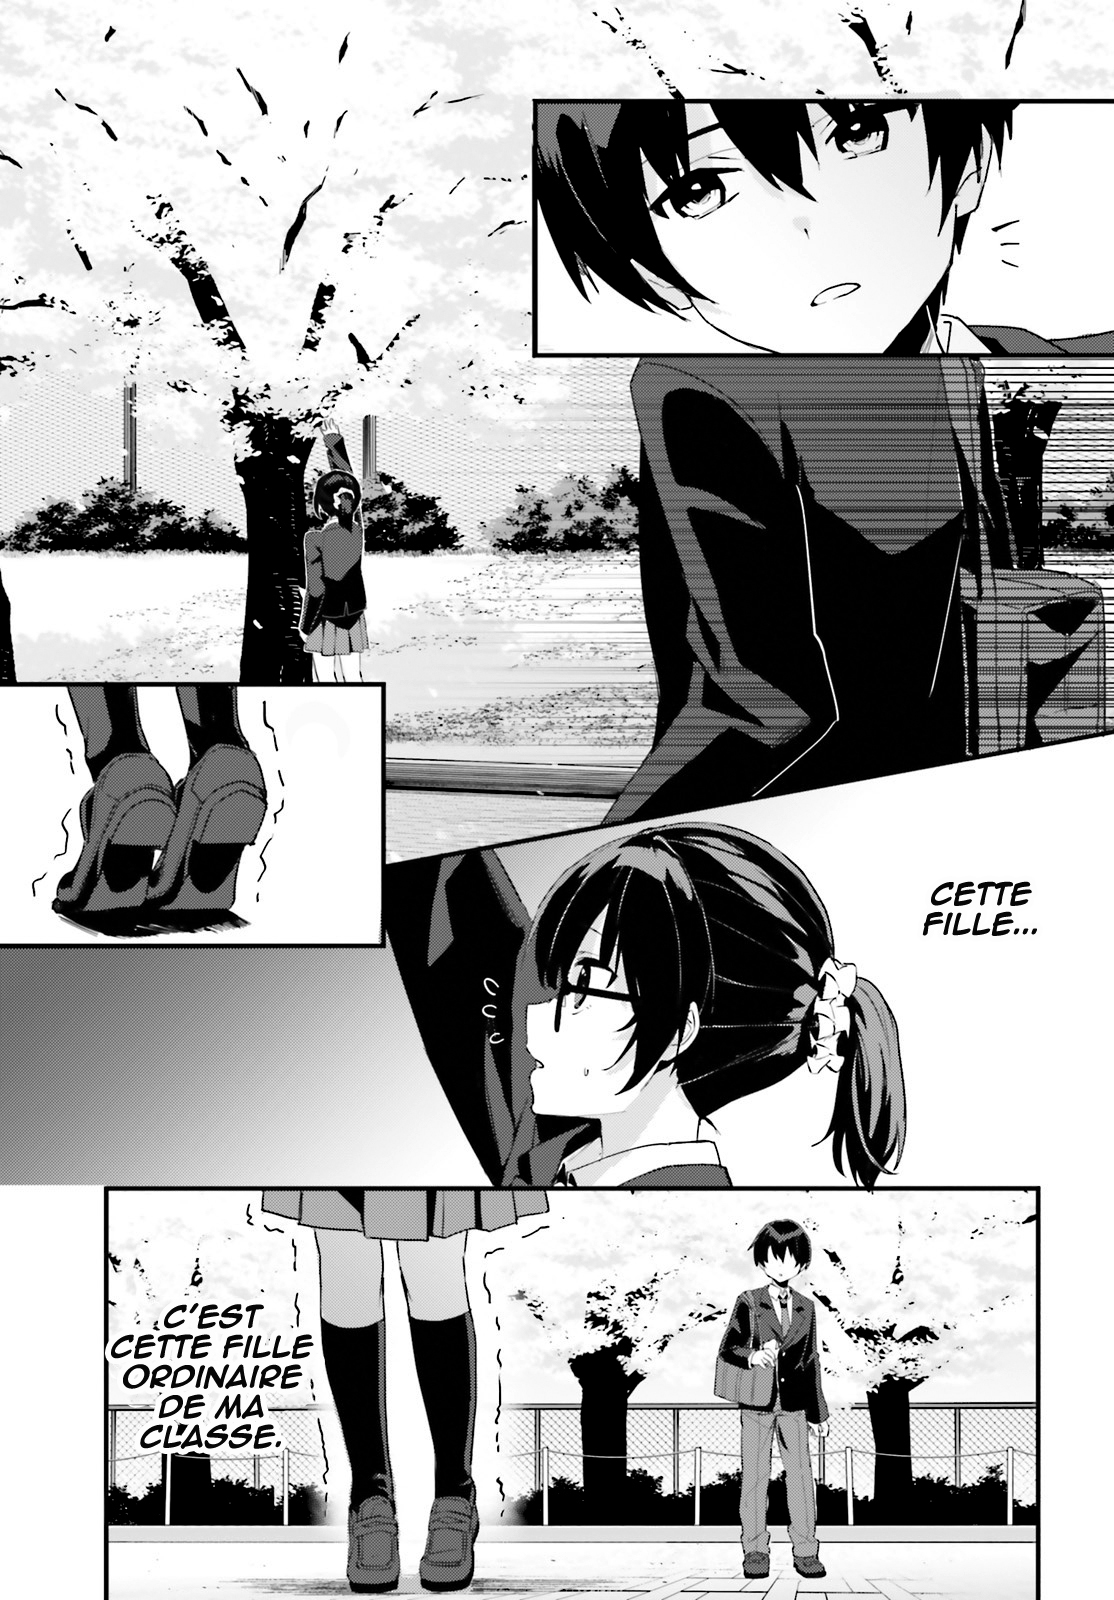 CETTE
FILLE...
C'EST
CETTE FILLE
ORDINAIRE
DE MA
CLASSE.